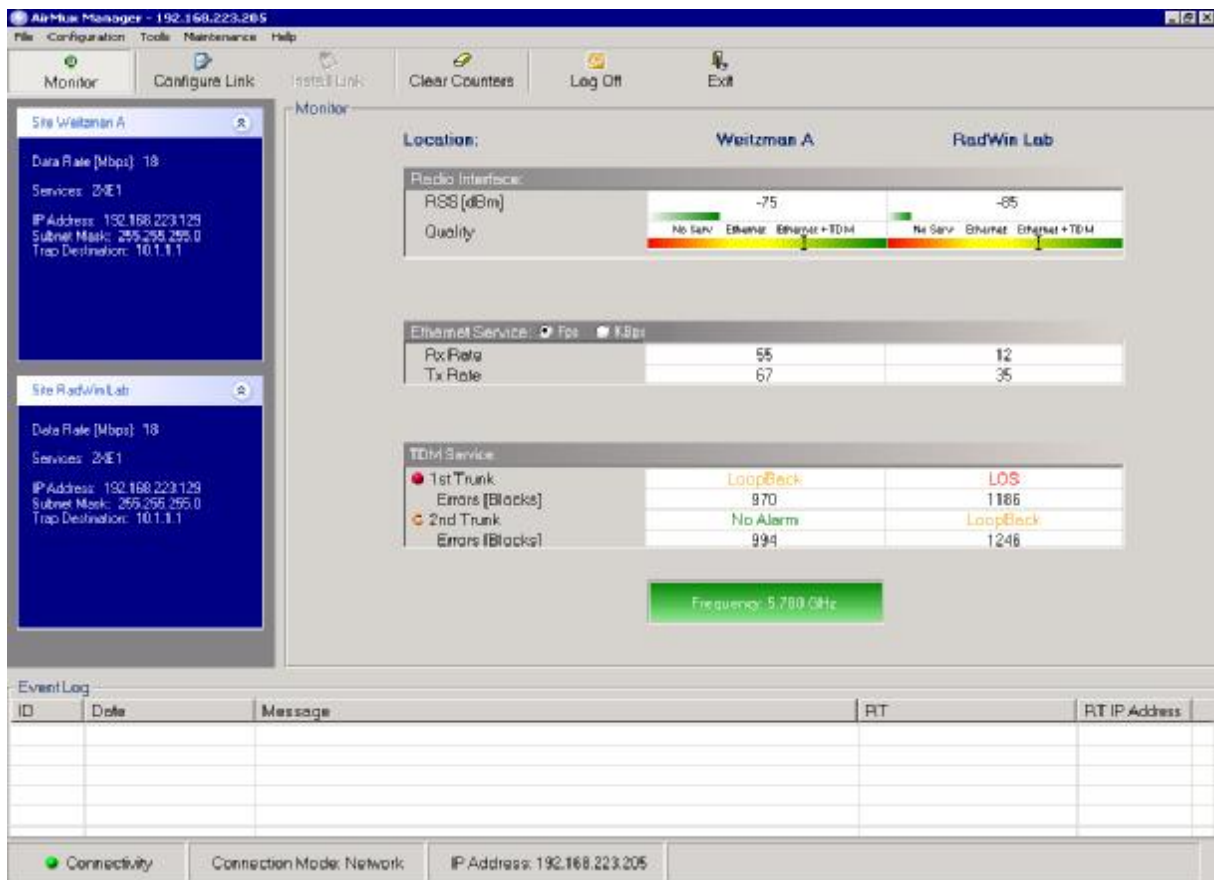 AirMux Manager - 192.168.223.205
File Configuration Tools Maintenance Help
Monitor Configure Link Install Link Clear Counters Log Off Exit
Site Weitzman A
Data Rate [Mbps]: 18
Services: 2XE1
IP Address: 192.168.223.129
Subnet Mask: 255.255.255.0
Trap Destination: 10.1.1.1
Site RadWin Lab
Data Rate [Mbps]: 18
Services: 2XE1
IP Address: 192.168.223.129
Subnet Mask: 255.255.255.0
Trap Destination: 10.1.1.1
Monitor
Location: Weitzman A RadWin Lab
Radio Interface:
RSS [dBm] -75 -85
Quality No Serv Ethernet Ethernet + TDM No Serv Ethernet Ethernet + TDM
Ethernet Service: Fps KBps
Rx Rate 55 12
Tx Rate 67 35
TDM Service
1st Trunk LoopBack LOS
Errors [Blocks] 970 1186
2nd Trunk No Alarm LoopBack
Errors [Blocks] 994 1246
Frequency: 5.780 GHz
Event Log
ID Date Message RT RT IP Address
Connectivity Connection Mode: Network IP Address: 192.168.223.205